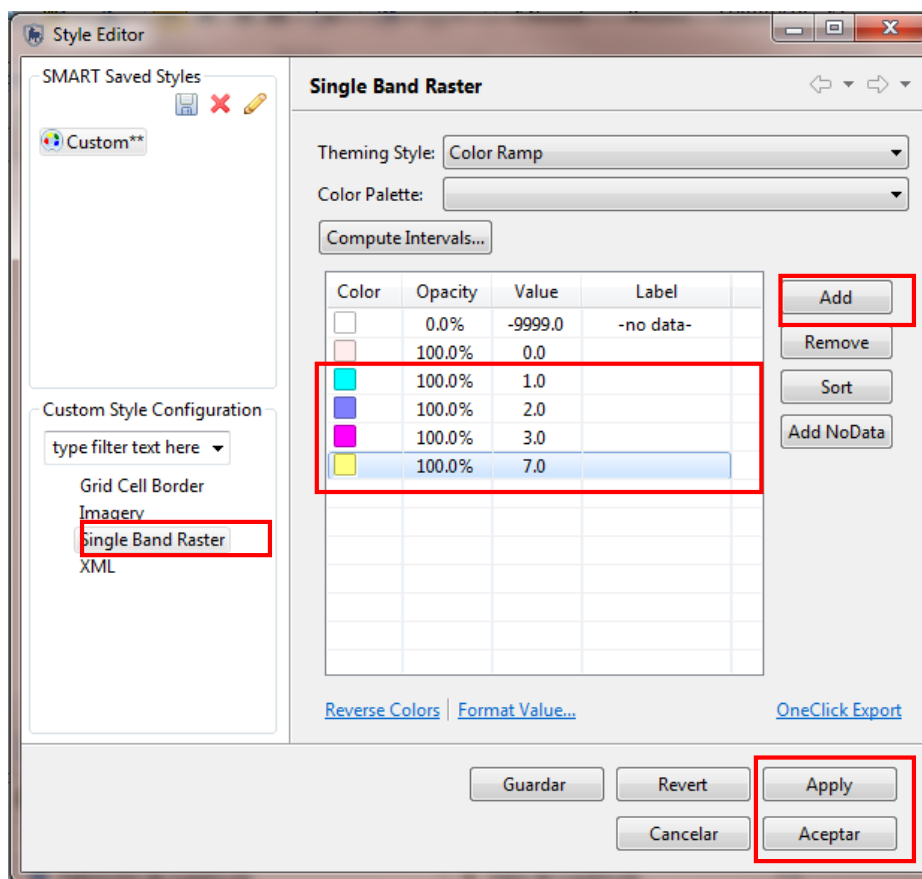 Style Editor
SMART Saved Styles
Custom**
Custom Style Configuration
type filter text here
Grid Cell Border
Imagery
Single Band Raster
XML
Single Band Raster
Theming Style: Color Ramp
Color Palette:
Compute Intervals...
Color Opacity Value Label
0.0% -9999.0 -no data-
100.0% 0.0
100.0% 1.0
100.0% 2.0
100.0% 3.0
100.0% 7.0
Add
Remove
Sort
Add NoData
Reverse Colors Format Value... OneClick Export
Guardar Revert Apply
Cancelar Aceptar